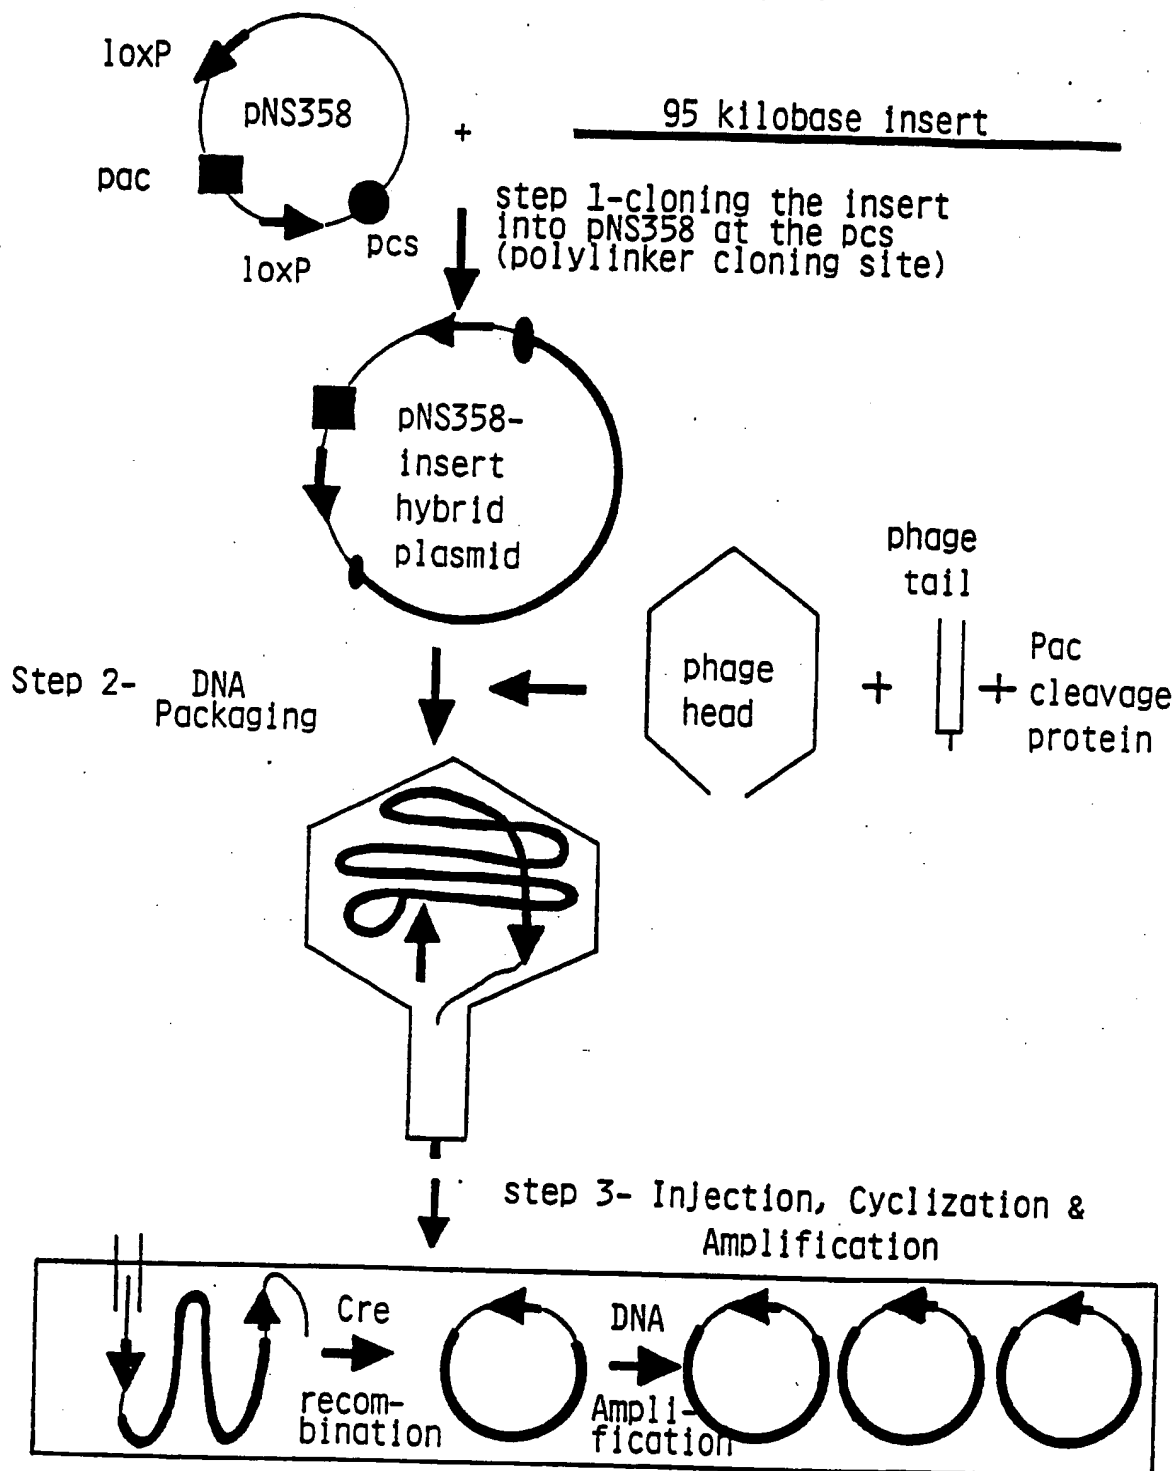 loxP
pNS358
+
95 kilobase insert
pac
loxP
pcs
step 1-cloning the insert
into pNS358 at the pcs
(polylinker cloning site)
pNS358-
insert
hybrid
plasmid
phage
tail
phage
head
+
+
Pac
cleavage
protein
Step 2- DNA
Packaging
step 3- Injection, Cyclization &
Amplification
Cre
recom-
bination
DNA
Ampli-
fication